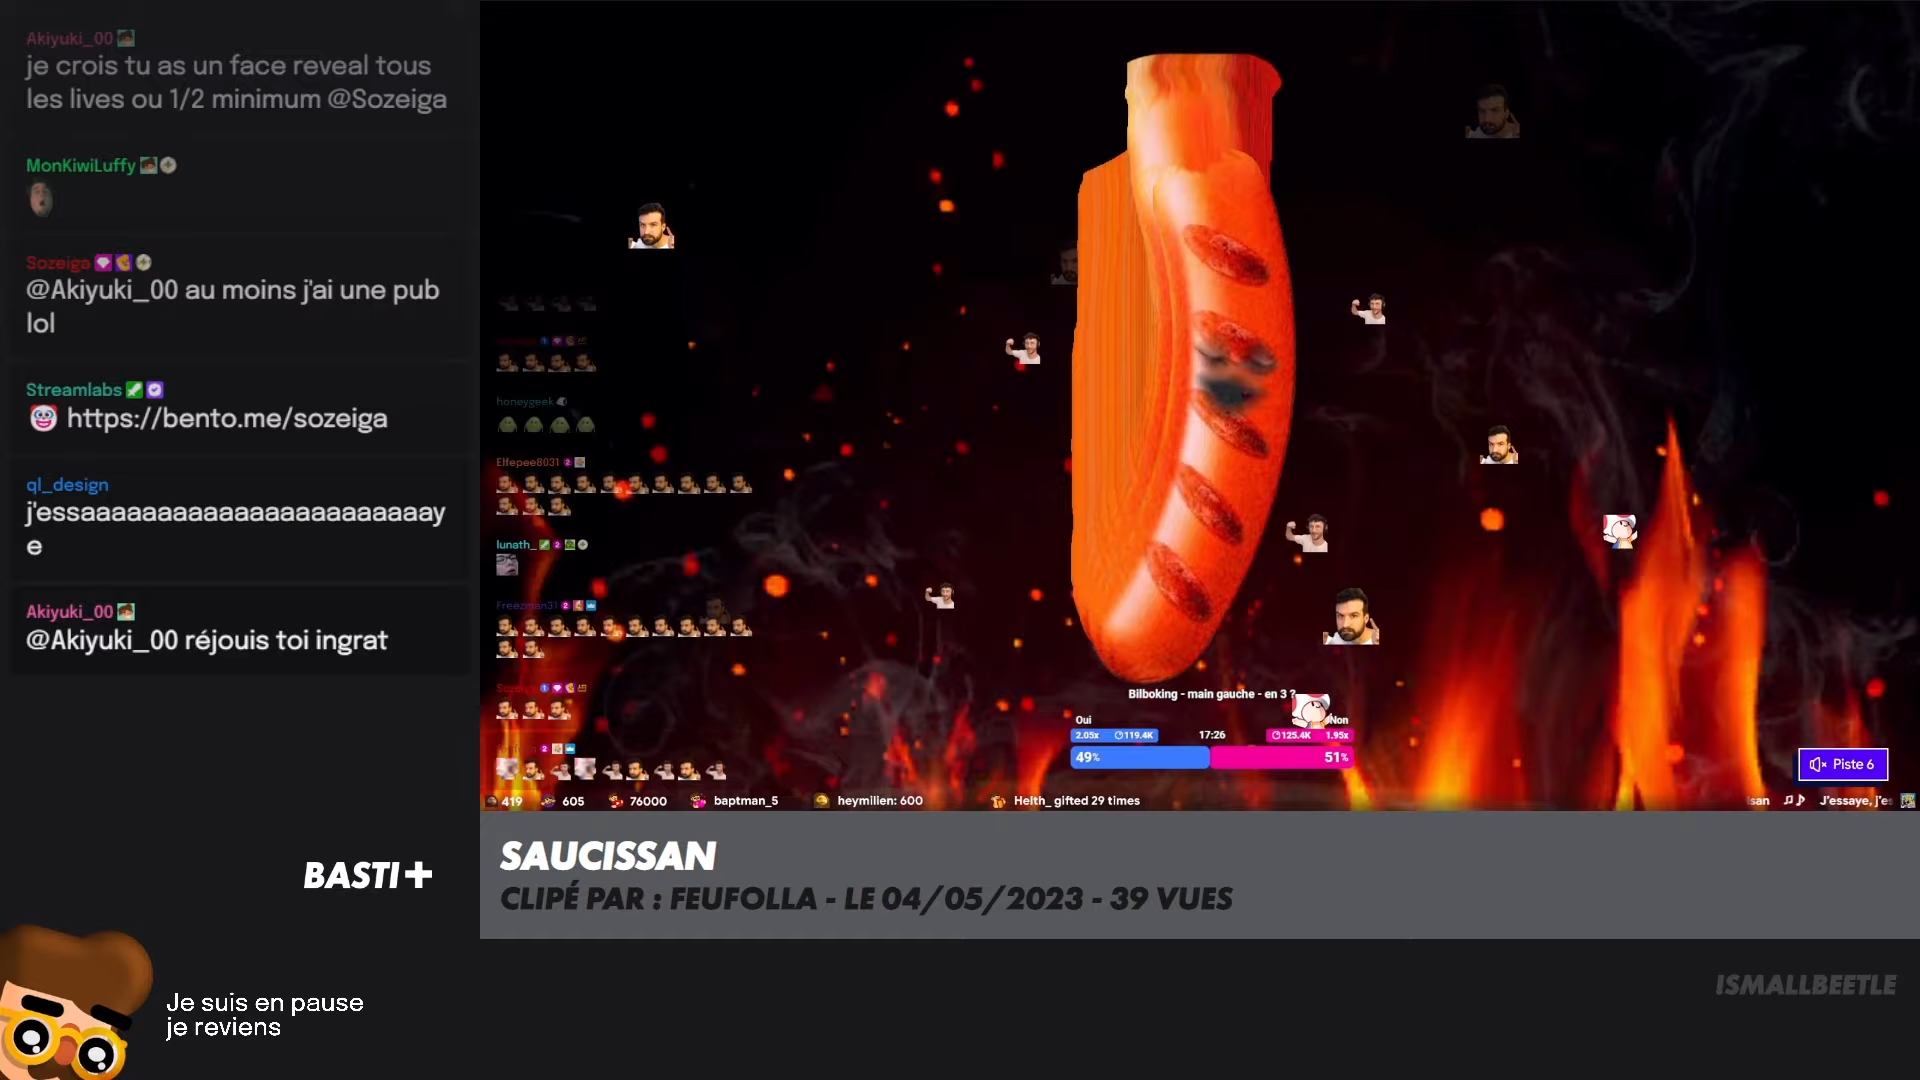 Akiyuki_00
je crois tu as un face reveal tous
les lives ou 1/2 minimum @Sozeiga
MonKiwiLuffy
Sozeiga
@Akiyuki_00 au moins j'ai une pub
lol
Streamlabs
https://bento.me/sozeiga
ql_design
j'essaaaaaaaaaaaaaaaaaaaaaaay
e
Akiyuki_00
@Akiyuki_00 réjouis toi ingrat
honeygeek
Elfepee8031
lunath_
Freezman31
Bilboking - main gauche - en 3 ?
Oui
Non
2.05x 119.4K
17:26
125.4K 1.95x
49%
51%
Piste 6
419
605
76000
baptman_5
heymilien: 600
Helth_ gifted 29 times
J'essaye, j'e
SAUCISSAN
CLIPÉ PAR : FEUFOLLA - LE 04/05/2023 - 39 VUES
BASTI+
Je suis en pause
je reviens
ISMALLBEETLE